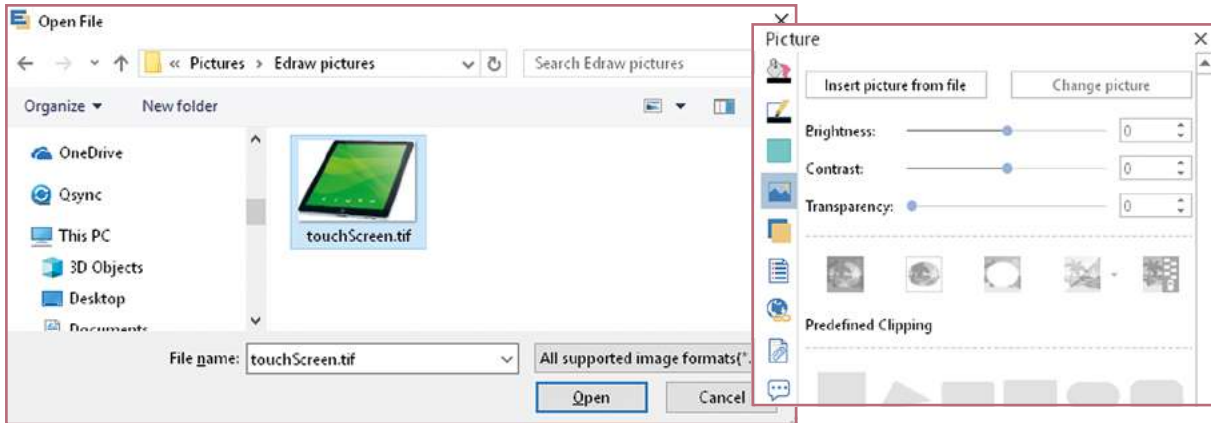 Open File
« Pictures > Edraw pictures
Search Edraw pictures
Organize
New folder
OneDrive
Qsync
This PC
3D Objects
Desktop
Documents
touchScreen.tif
File name: touchScreen.tif
All supported image formats(*.
Open
Cancel
Picture
Insert picture from file
Change picture
Brightness: 0
Contrast: 0
Transparency: 0
Predefined Clipping